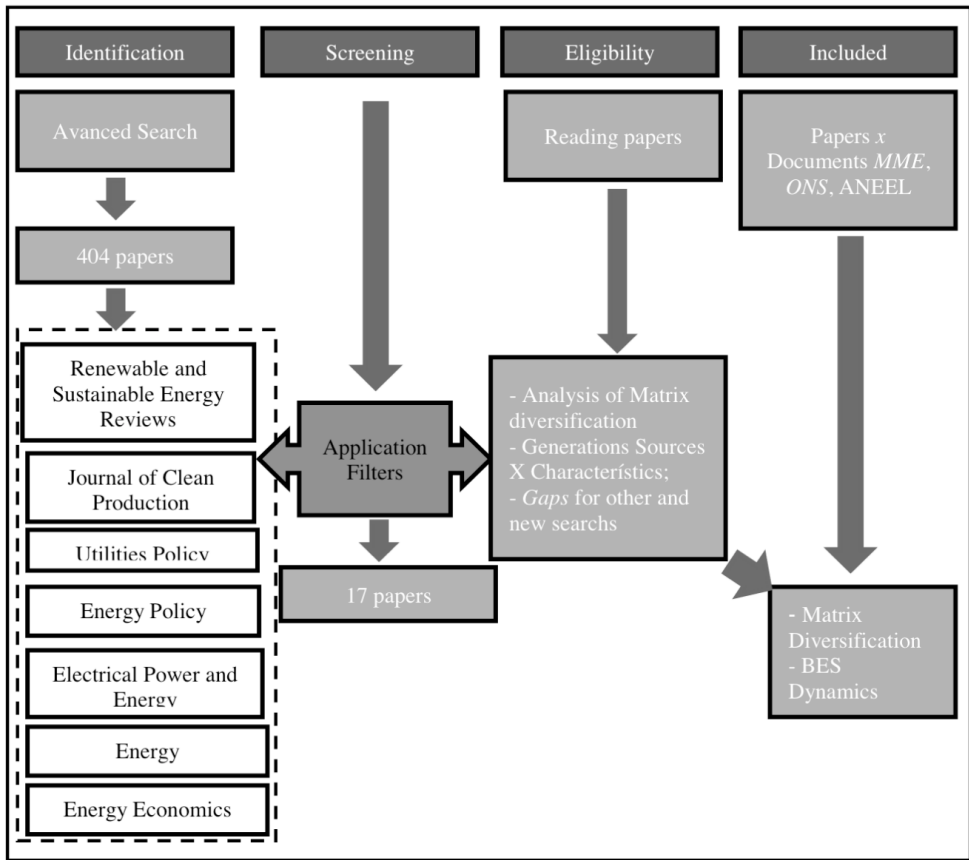 Identification
Screening
Eligibility
Included
Avanced Search
404 papers
Renewable and
Sustainable Energy
Reviews
Journal of Clean
Production
Utilities Policy
Energy Policy
Electrical Power and
Energy
Energy
Energy Economics
Application
Filters
17 papers
Reading papers
- Analysis of Matrix
diversification
- Generations Sources
X Characterístics;
- Gaps for other and
new searchs
Papers x
Documents MME,
ONS, ANEEL
- Matrix
Diversification
- BES
Dynamics